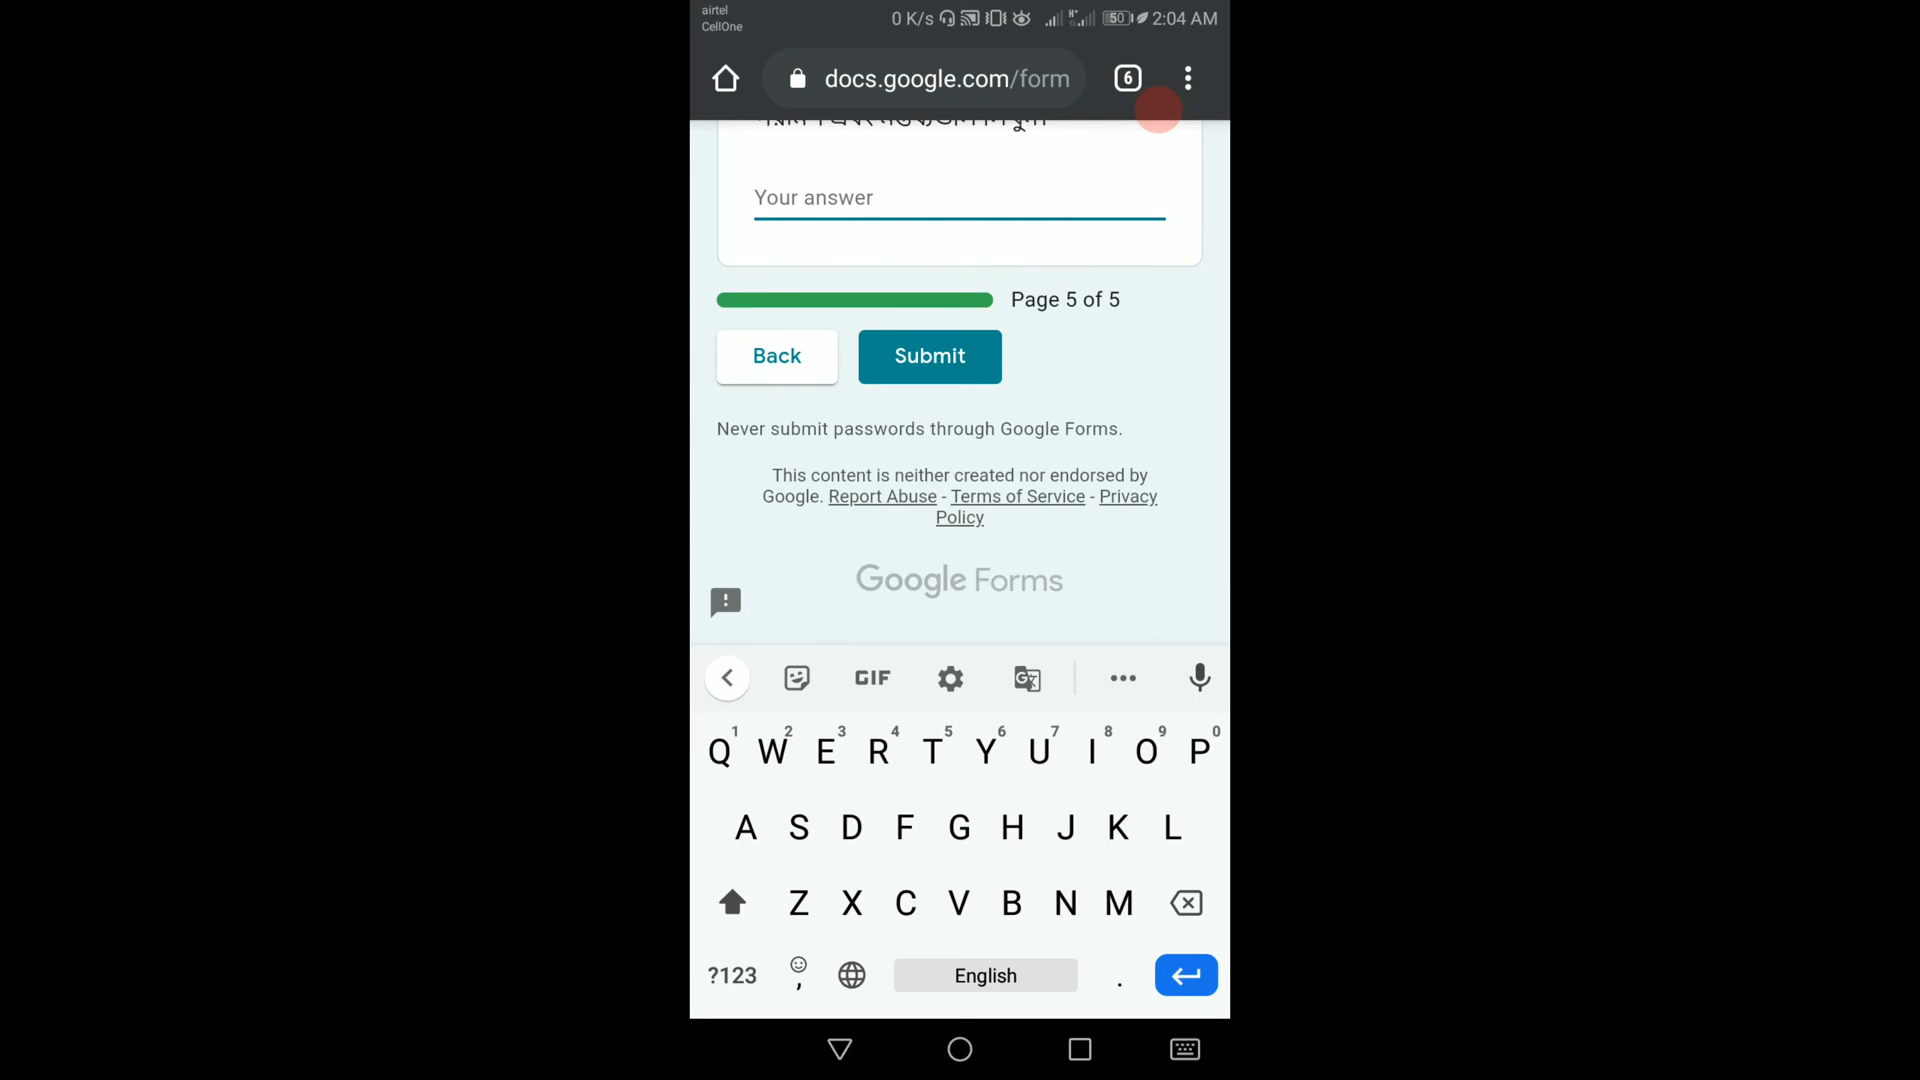 airtel
CellOne
0 K/s
50
2:04 AM
docs.google.com/form
6
Your answer
Page 5 of 5
Back
Submit
Never submit passwords through Google Forms.
This content is neither created nor endorsed by
Google. Report Abuse - Terms of Service - Privacy
Policy
Google Forms
GIF
1 2 3 4 5 6 7 8 9 0
Q W E R T Y U I O P
A S D F G H J K L
Z X C V B N M
?123 , English .